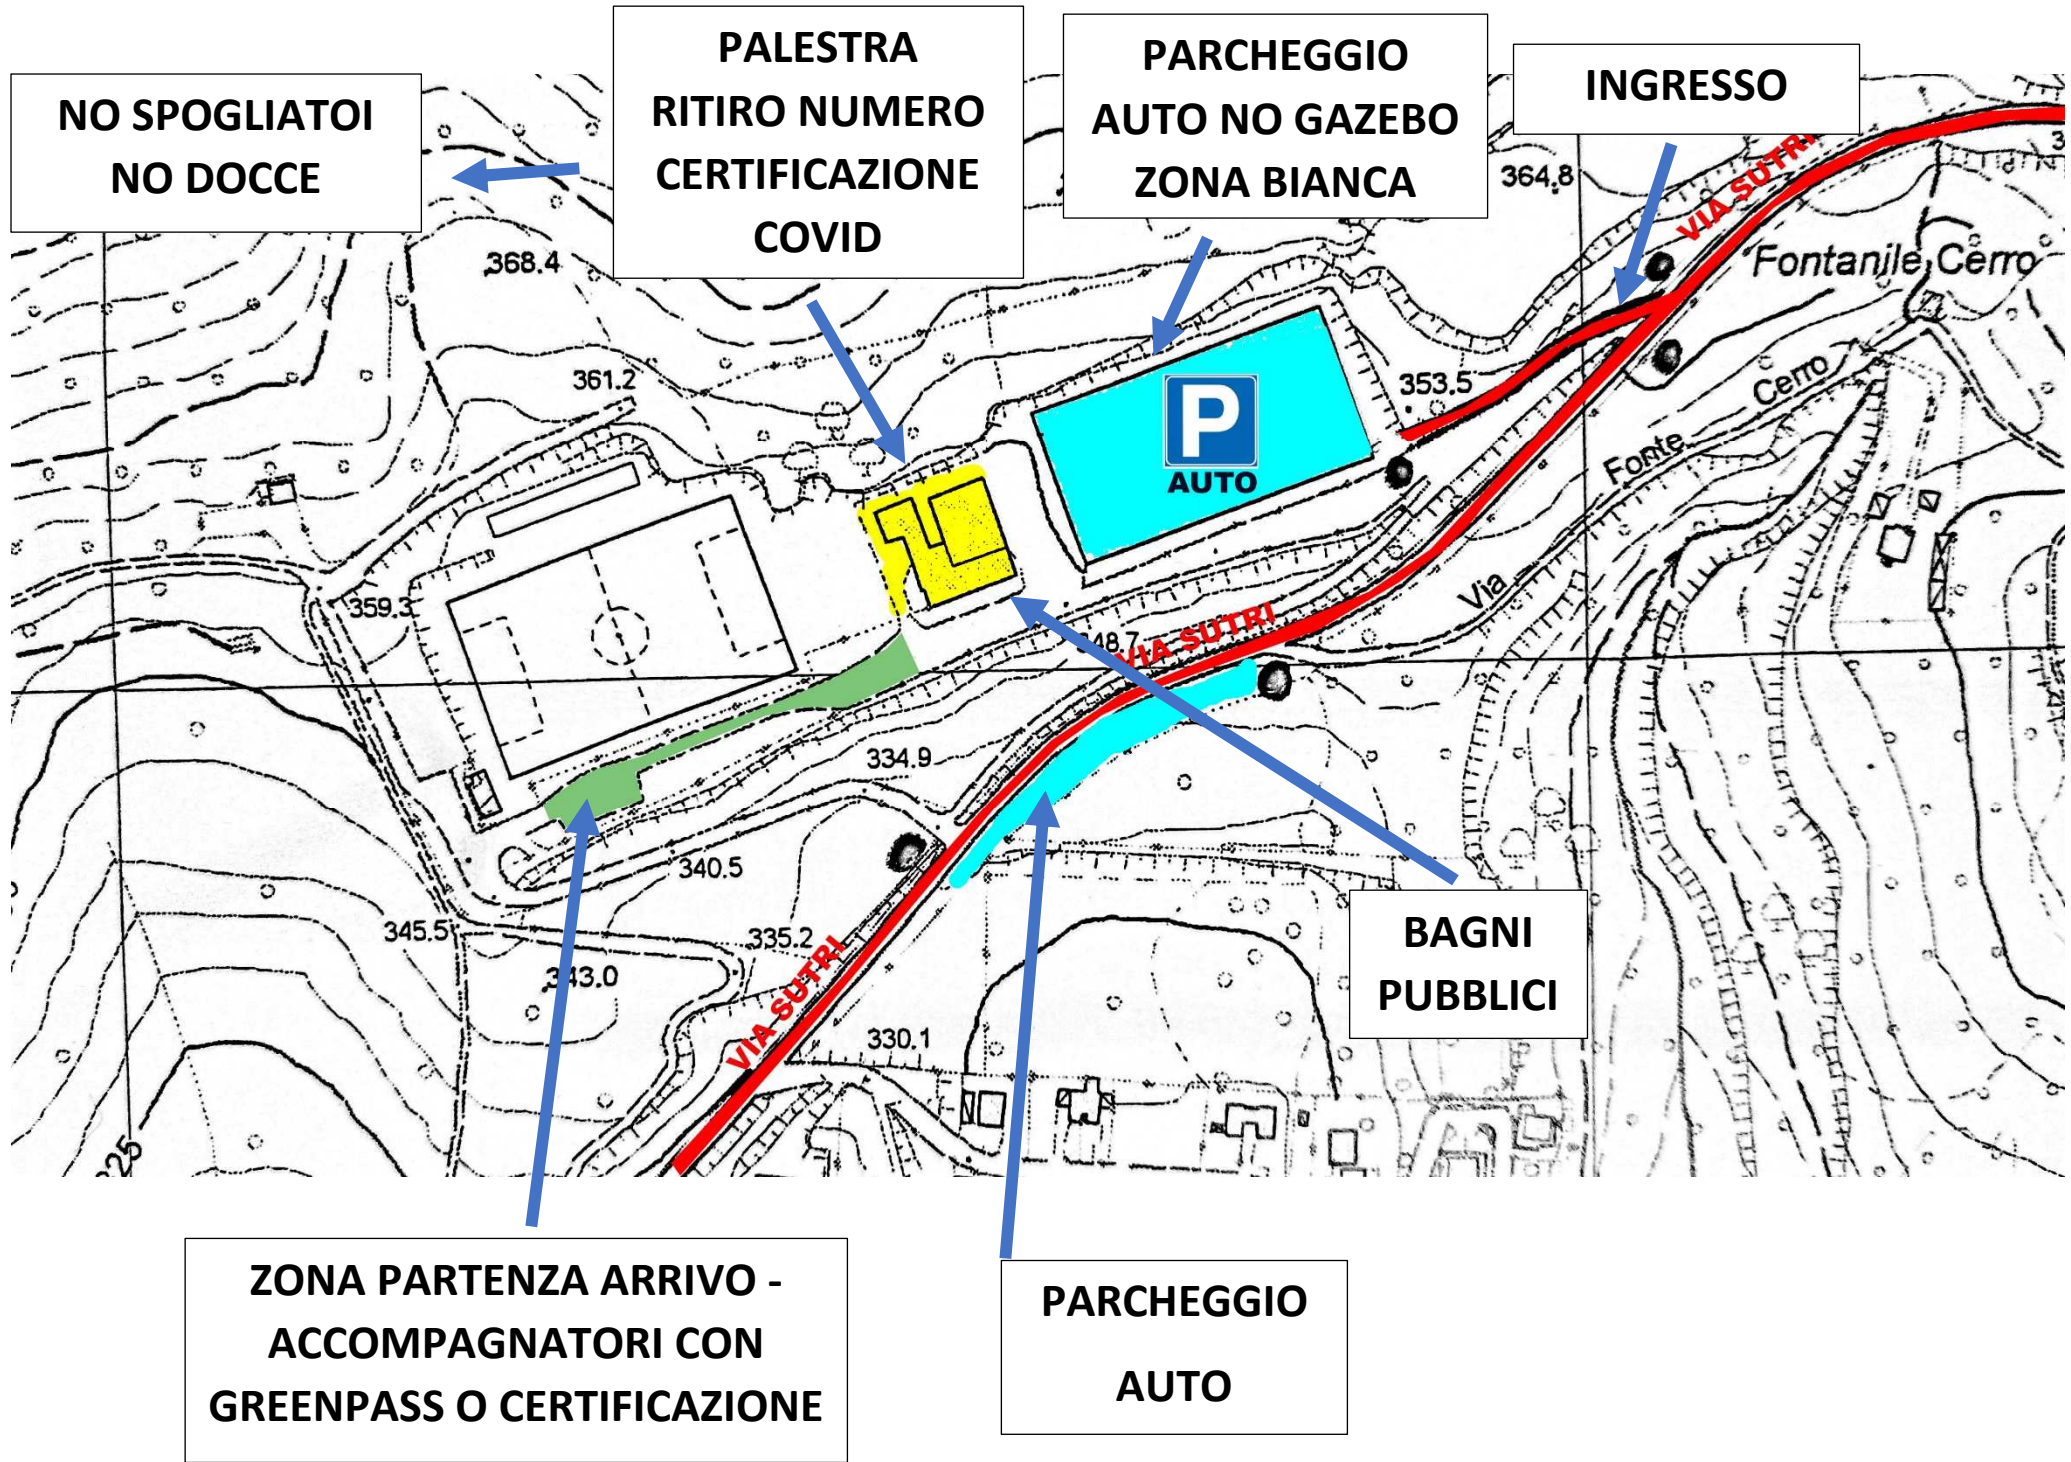 NO SPOGLIATOI
NO DOCCE
PALESTRA
RITIRO NUMERO
CERTIFICAZIONE
COVID
PARCHEGGIO
AUTO NO GAZEBO
ZONA BIANCA
INGRESSO
364.8
VIA SUTRI
Fontanile Cerro
368.4
361.2
353.5
P
AUTO
Cerro
Fonte
Via
359.3
348.7
VIA SUTRI
334.9
340.5
345.5
335.2
343.0
VIA SUTRI
330.1
325
BAGNI
PUBBLICI
ZONA PARTENZA ARRIVO -
ACCOMPAGNATORI CON
GREENPASS O CERTIFICAZIONE
PARCHEGGIO
AUTO